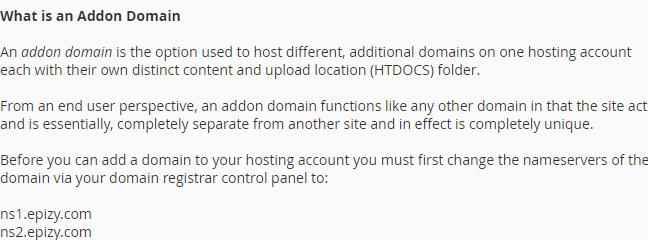 What is an Addon Domain
An addon domain is the option used to host different, additional domains on one hosting account
each with their own distinct content and upload location (HTDOCS) folder.
From an end user perspective, an addon domain functions like any other domain in that the site act
and is essentially, completely separate from another site and in effect is completely unique.
Before you can add a domain to your hosting account you must first change the nameservers of the
domain via your domain registrar control panel to:
ns1.epizy.com
ns2.epizy.com